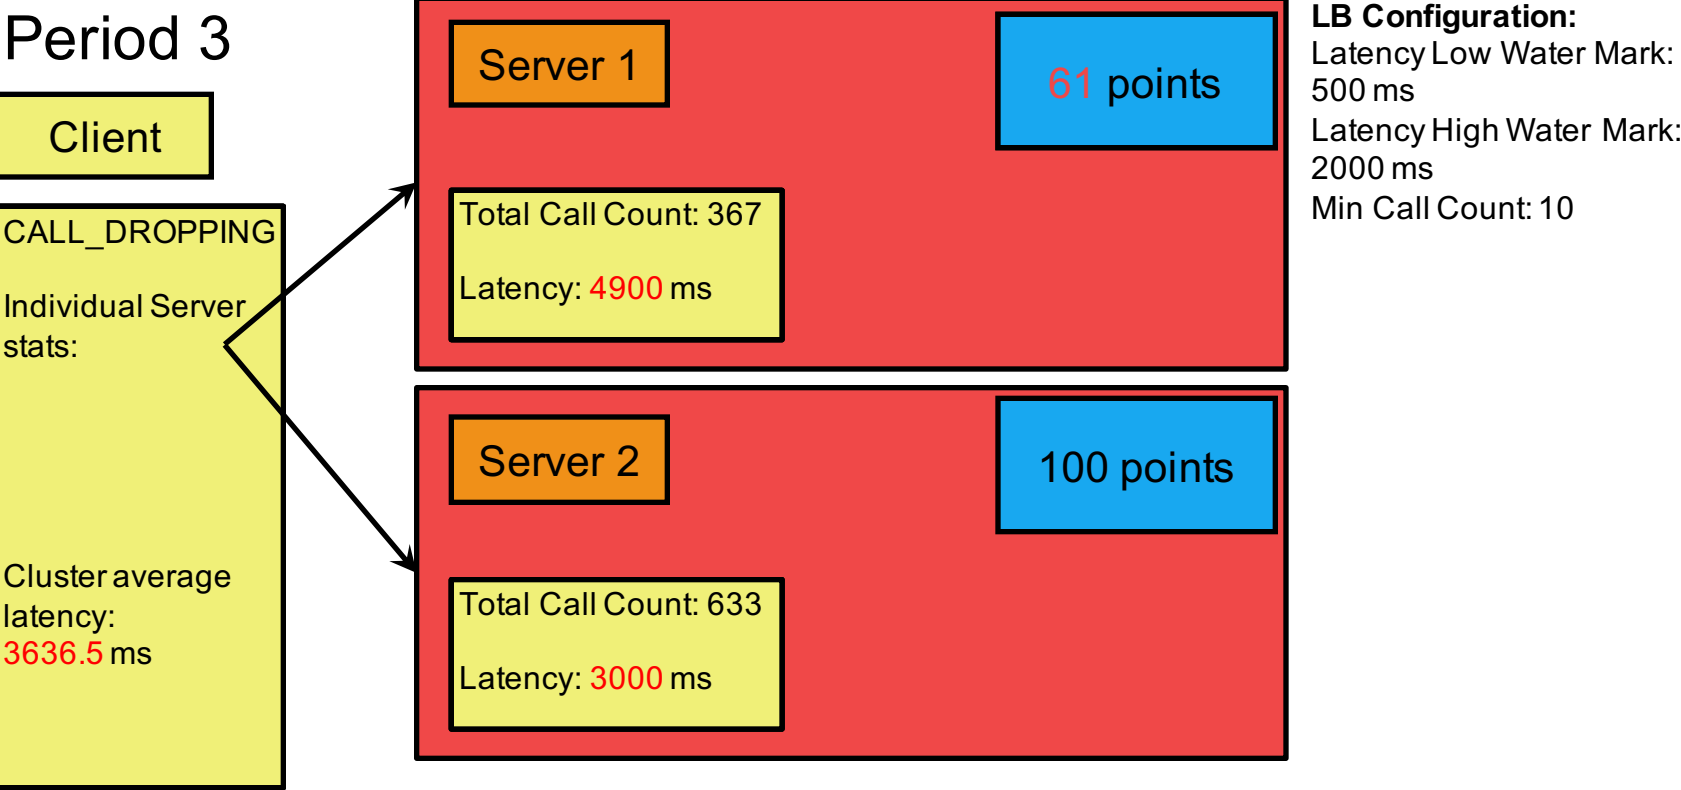 Period 3
Client
CALL_DROPPING
Individual Server
stats:
Cluster average
latency:
3636.5 ms
Server 1
61 points
Total Call Count: 367
Latency: 4900 ms
Server 2
100 points
Total Call Count: 633
Latency: 3000 ms
LB Configuration:
Latency Low Water Mark:
500 ms
Latency High Water Mark:
2000 ms
Min Call Count: 10